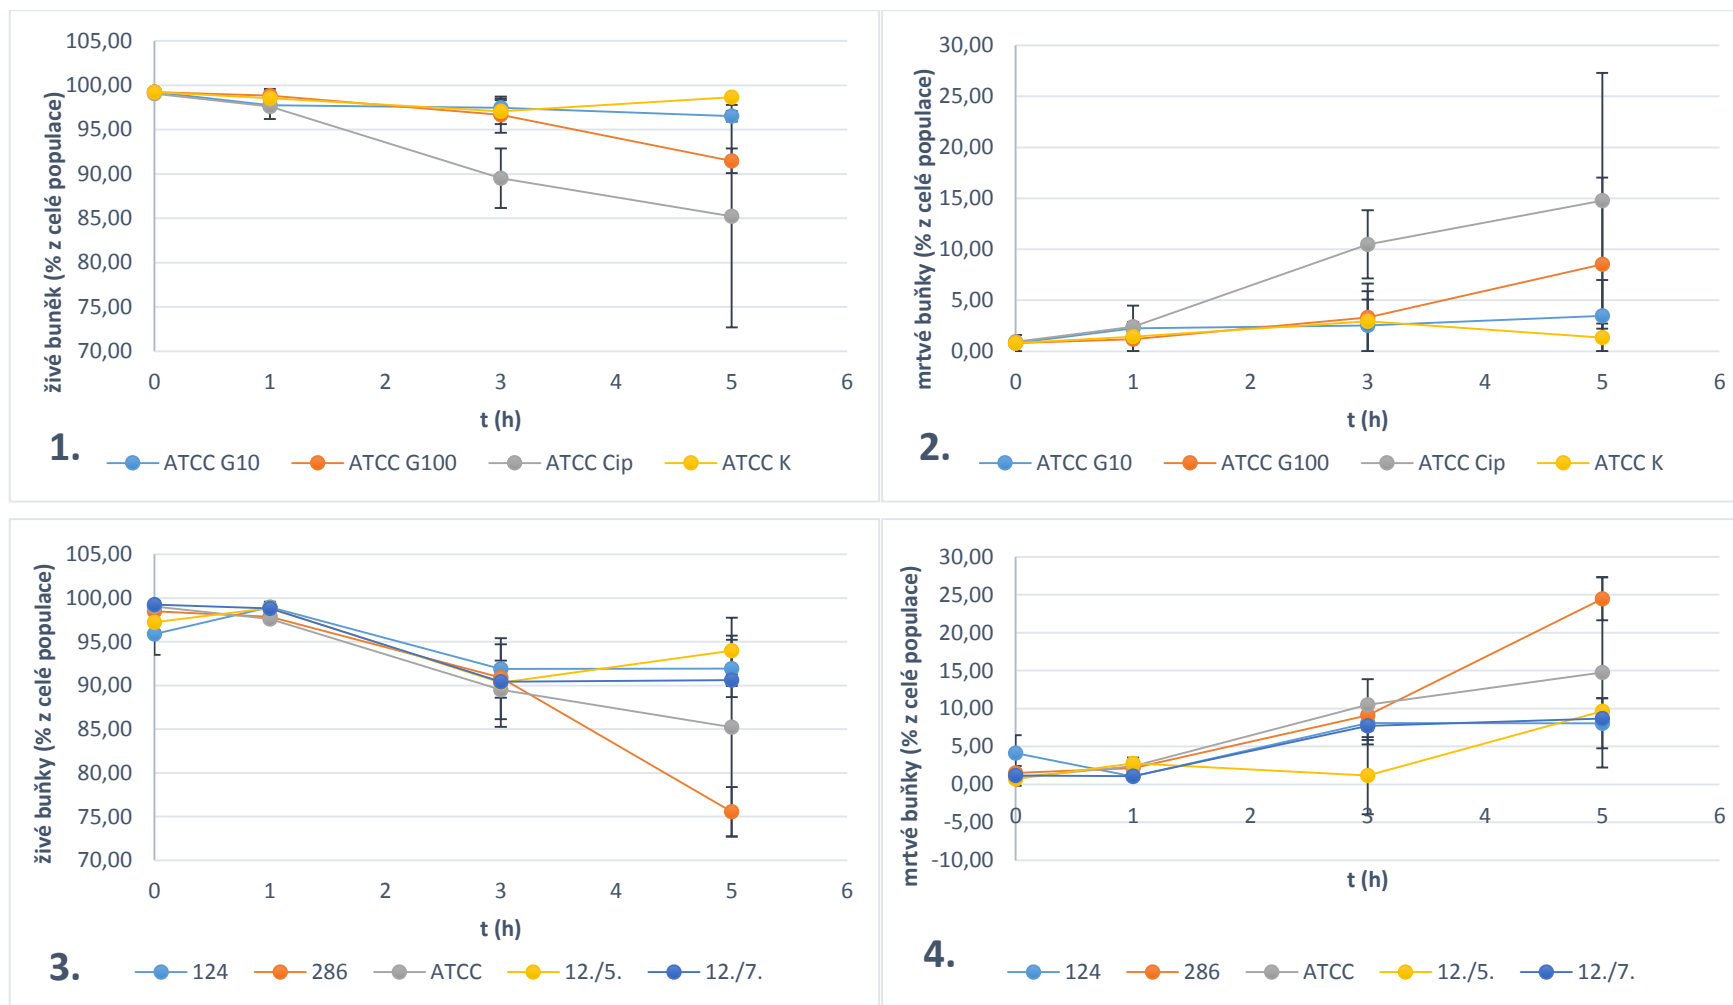 živé buněk (% z celé populace)
105,00
100,00
95,00
90,00
85,00
80,00
75,00
70,00
0 1 2 3 4 5 6
t (h)
1.
ATCC G10 ATCC G100 ATCC Cip ATCC K
mrtvé buňky (% z celé populace)
30,00
25,00
20,00
15,00
10,00
5,00
0,00
0 1 2 3 4 5 6
t (h)
2.
ATCC G10 ATCC G100 ATCC Cip ATCC K
živé buňky (% z celé populace)
105,00
100,00
95,00
90,00
85,00
80,00
75,00
70,00
0 1 2 3 4 5 6
t (h)
3.
124 286 ATCC 12./5. 12./7.
mrtvé buňky (% z celé populace)
30,00
25,00
20,00
15,00
10,00
5,00
0,00
-5,00
-10,00
0 1 2 3 4 5 6
t (h)
4.
124 286 ATCC 12./5. 12./7.